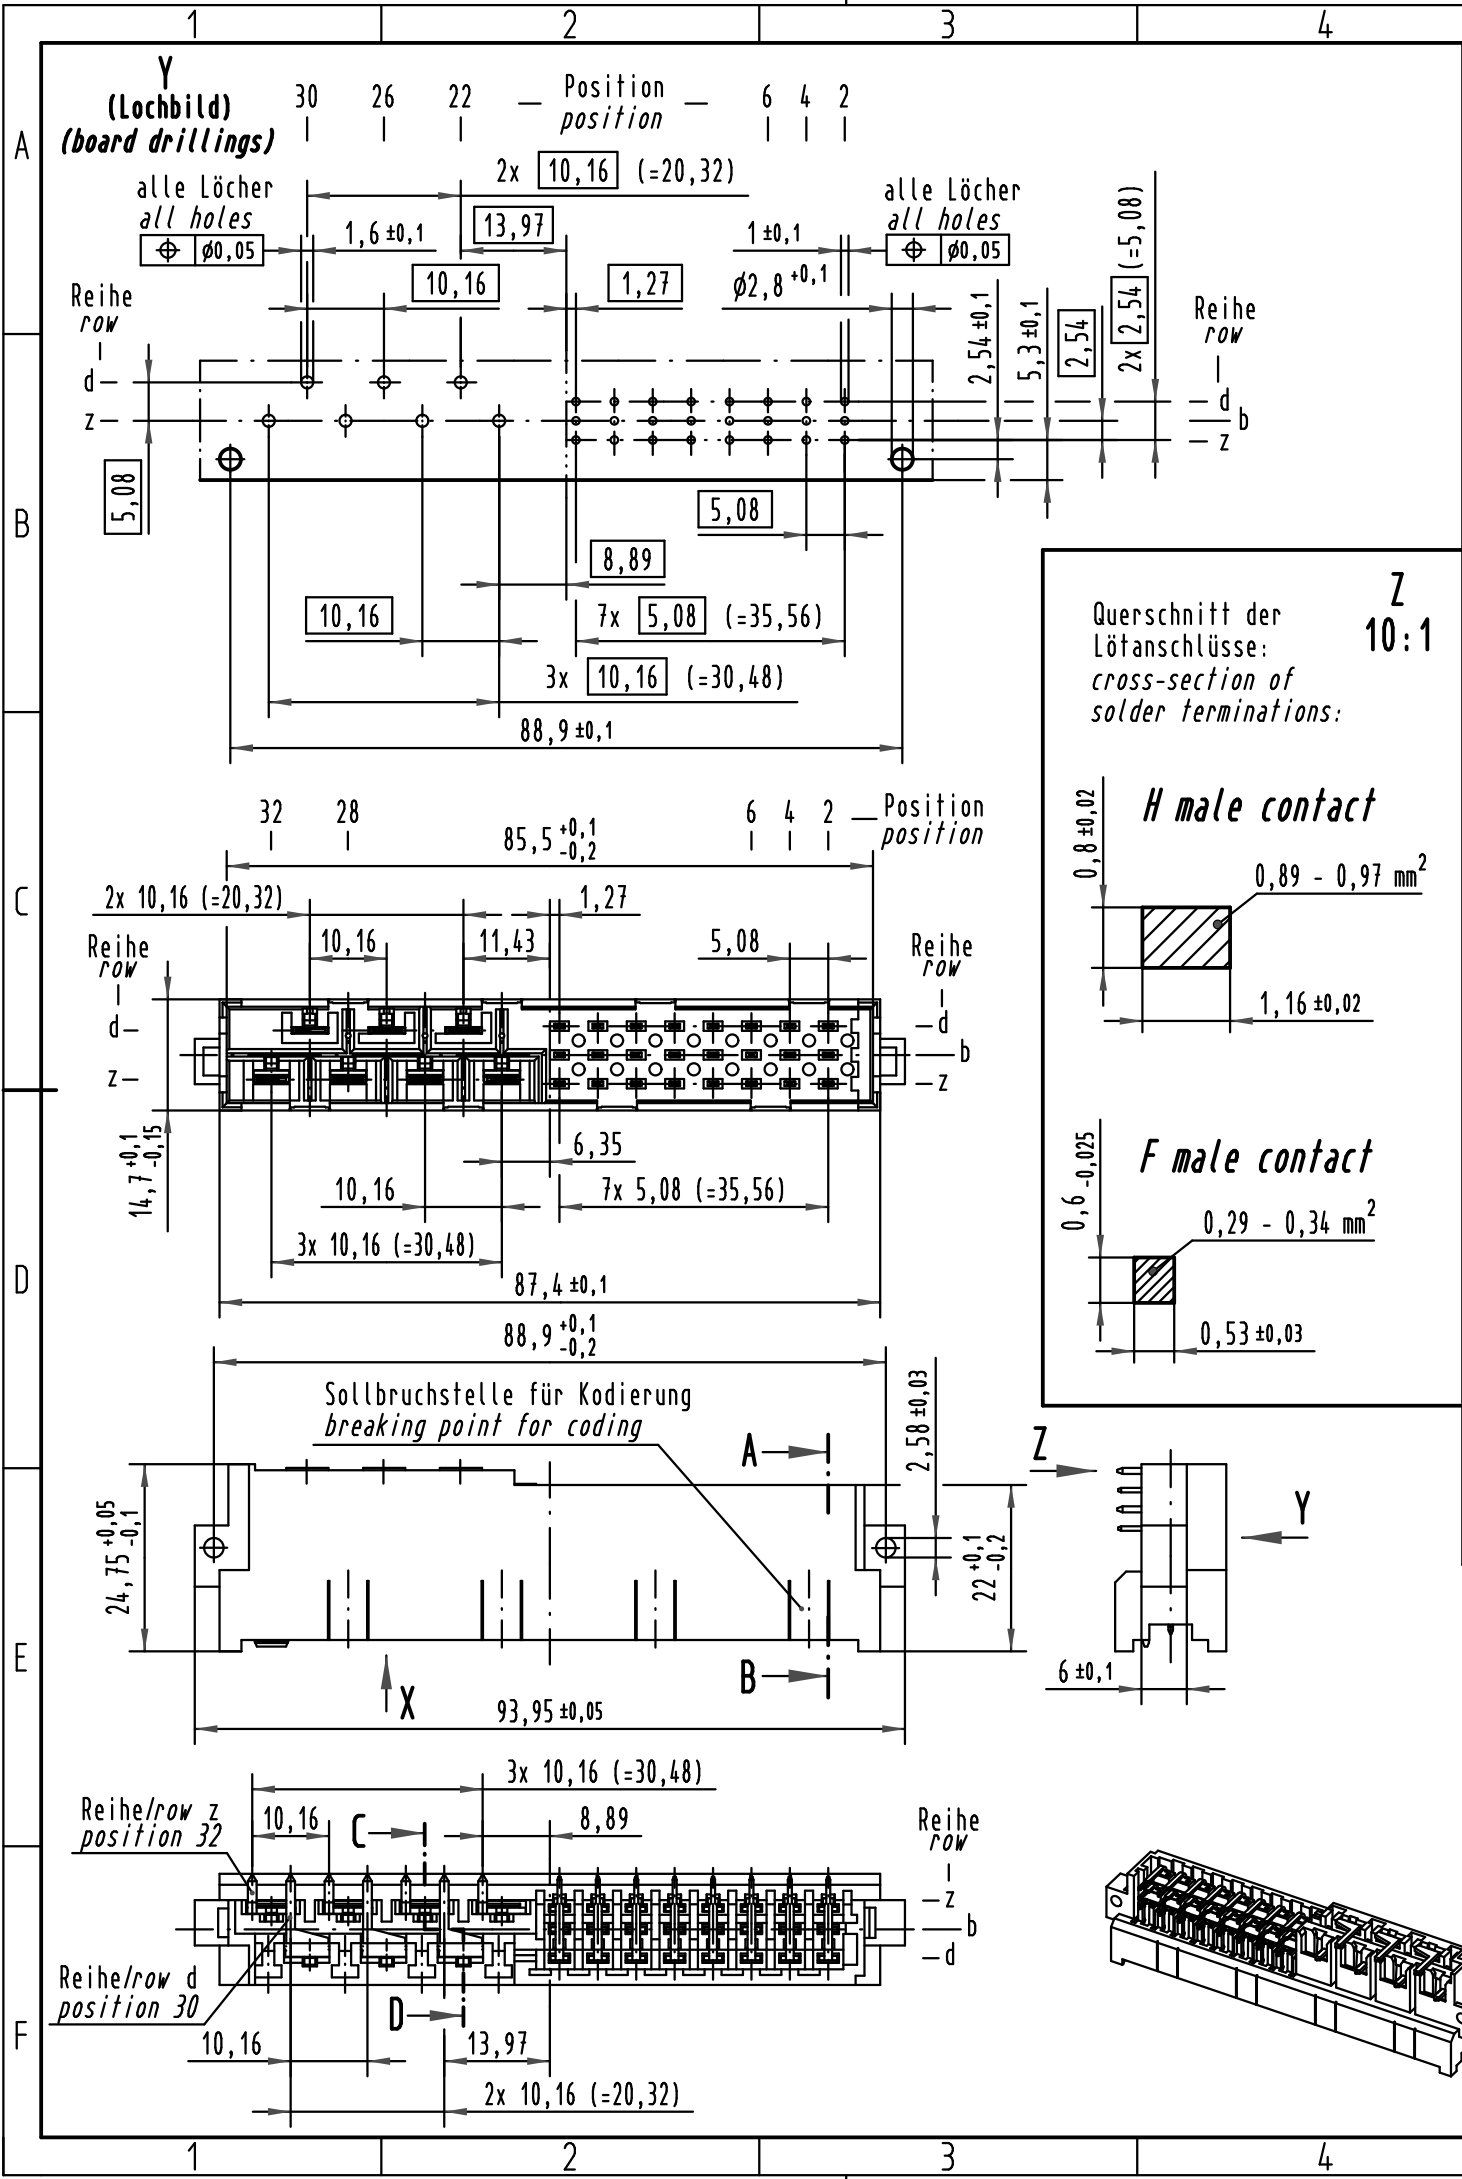 1 2 3 4
A
B
C
D
E
F
Y
(Lochbild)
(board drillings)
30 26 22 — Position — 6 4 2
position
2x 10,16 (=20,32)
alle Löcher
all holes
⌖ ø0,05
1,6 ±0,1
13,97
1 ±0,1
alle Löcher
all holes
⌖ ø0,05
10,16
1,27
ø2,8 +0,1
2,54 ±0,1
5,3 ±0,1
2,54
2x 2,54 (=5,08)
Reihe
row
d
z
Reihe
row
d
b
z
5,08
5,08
8,89
10,16
7x 5,08 (=35,56)
3x 10,16 (=30,48)
88,9 ±0,1
Z
10:1
Querschnitt der
Lötanschlüsse:
cross-section of
solder terminations:
H male contact
0,8 ±0,02
0,89 - 0,97 mm²
1,16 ±0,02
F male contact
0,6 -0,025
0,29 - 0,34 mm²
0,53 ±0,03
32 28 6 4 2 — Position
position
85,5 +0,1 -0,2
2x 10,16 (=20,32)
1,27
10,16
11,43
5,08
Reihe
row
d
z
Reihe
row
d
b
z
14,7 +0,1 -0,15
6,35
10,16
7x 5,08 (=35,56)
3x 10,16 (=30,48)
87,4 ±0,1
88,9 +0,1 -0,2
Sollbruchstelle für Kodierung
breaking point for coding
A
B
2,58 ±0,03
24,75 +0,05 -0,1
22 +0,1 -0,2
X
93,95 ±0,05
Z
Y
6 ±0,1
3x 10,16 (=30,48)
Reihe/row z
position 32
10,16
C
8,89
Reihe
row
z
b
d
Reihe/row d
position 30
D
10,16
13,97
2x 10,16 (=20,32)
1 2 3 4